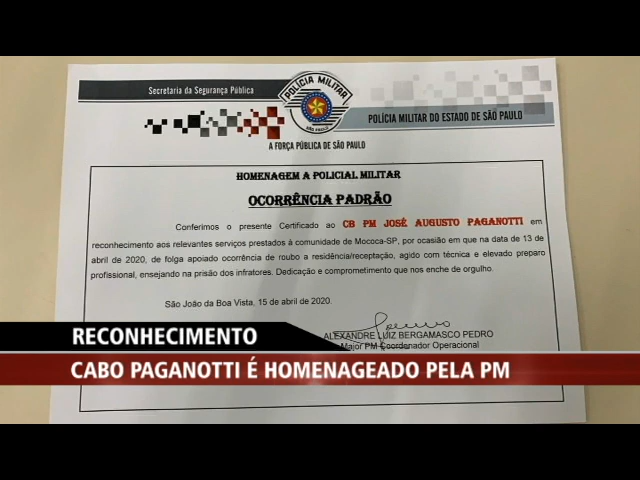 Secretaria da Segurança Pública
POLÍCIA MILITAR
SÃO PAULO
POLÍCIA MILITAR DO ESTADO DE SÃO PAULO
A FORÇA PÚBLICA DE SÃO PAULO
HOMENAGEM A POLICIAL MILITAR
OCORRÊNCIA PADRÃO
Conferimos o presente Certificado ao CB PM JOSÉ AUGUSTO PAGANOTTI em
reconhecimento aos relevantes serviços prestados à comunidade de Mococa-SP, por ocasião em que na data de 13 de
abril de 2020, de folga apoiado ocorrência de roubo a residência/receptação, agido com técnica e elevado preparo
profissional, ensejando na prisão dos infratores. Dedicação e comprometimento que nos enche de orgulho.
São João da Boa Vista, 15 de abril de 2020.
ALEXANDRE LUIZ BERGAMASCO PEDRO
Major PM Coordenador Operacional
RECONHECIMENTO
CABO PAGANOTTI É HOMENAGEADO PELA PM